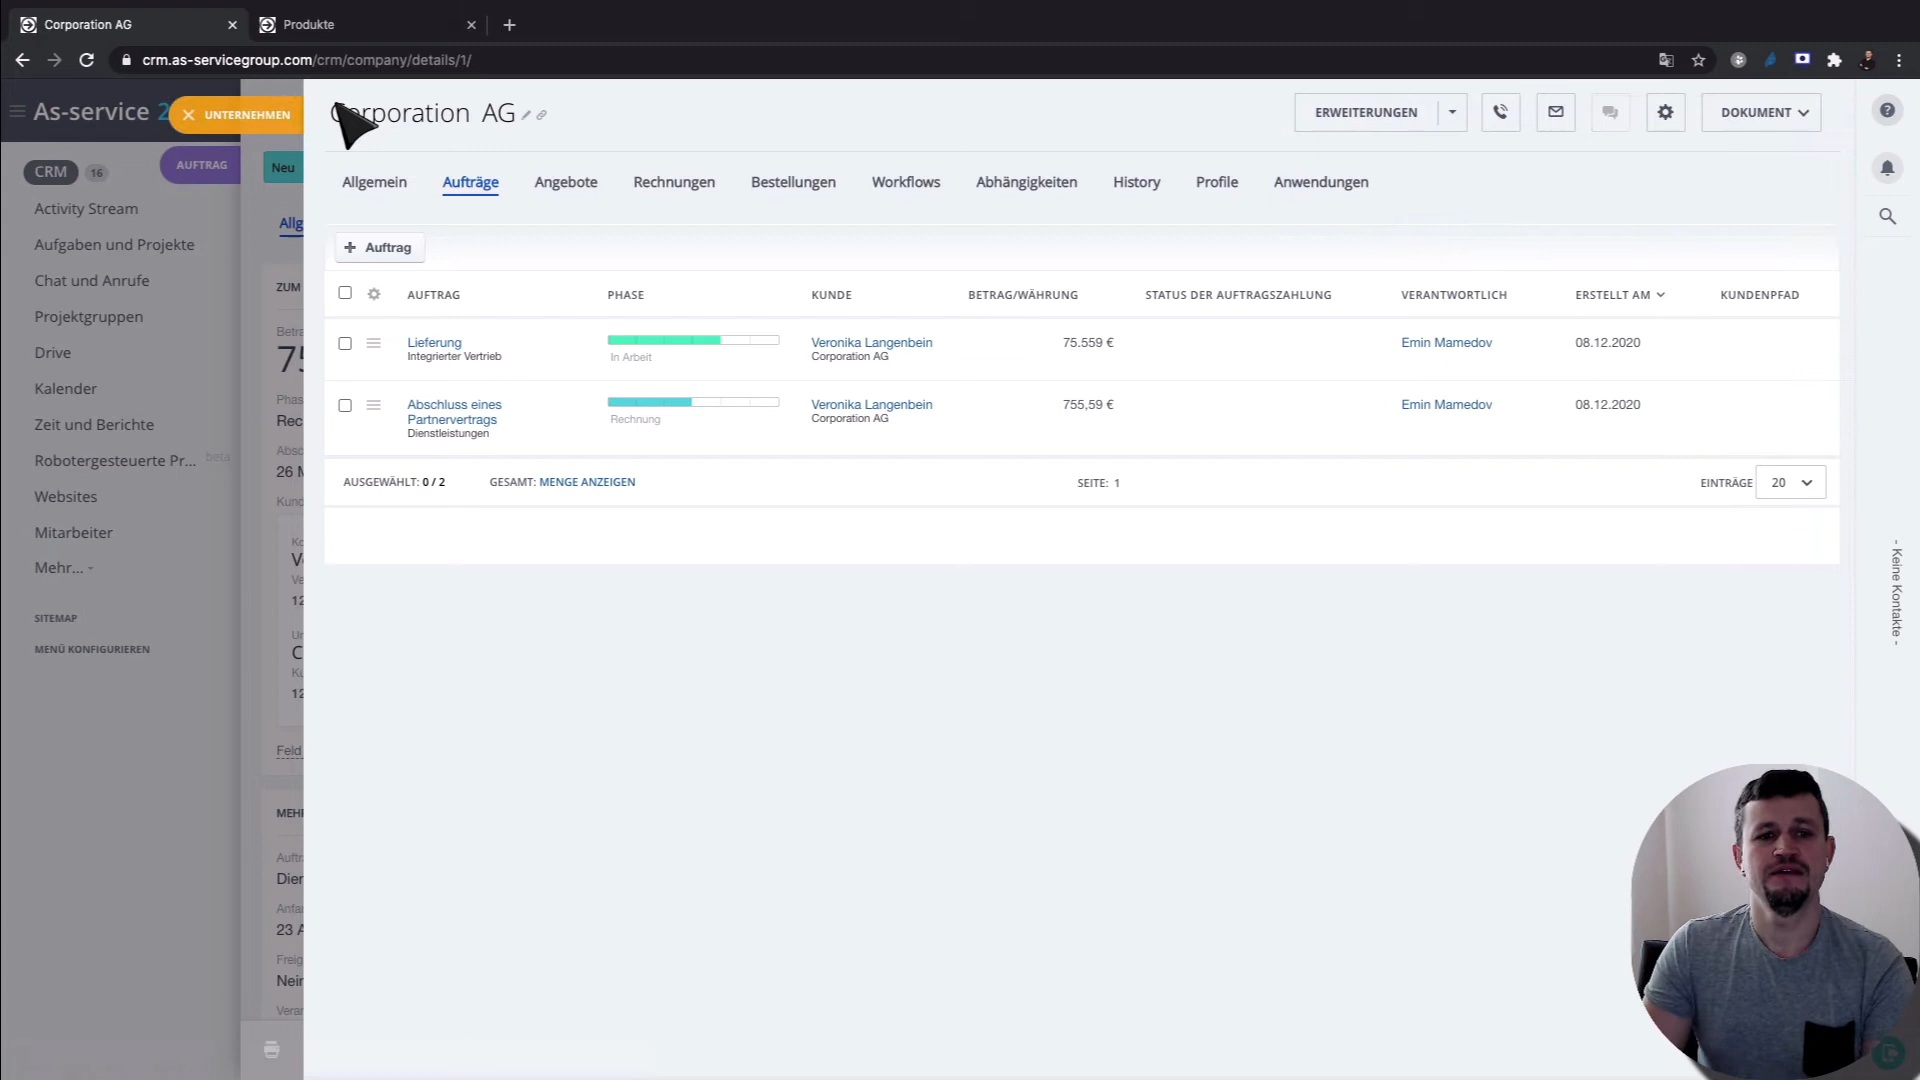 Corporation AG
Produkte
crm.as-servicegroup.com/crm/company/details/1/
As-service 2
UNTERNEHMEN
Corporation AG
ERWEITERUNGEN
DOKUMENT
CRM 16
AUFTRAG
Neu
Allgemein Aufträge Angebote Rechnungen Bestellungen Workflows Abhängigkeiten History Profile Anwendungen
Activity Stream
Aufgaben und Projekte
Chat und Anrufe
Projektgruppen
Drive
Kalender
Zeit und Berichte
Robotergesteuerte Pr... beta
Websites
Mitarbeiter
Mehr...
SITEMAP
MENÜ KONFIGURIEREN
Allg
ZUM
Betra
75
Phas
Rec
Absc
26 M
Kund
Ko
Ve
12
Un
C
Ku
12
Feld
MEHR
Auftr
Dier
Anfa
23 A
Freig
Nein
Vera
+ Auftrag
AUFTRAG PHASE KUNDE BETRAG/WÄHRUNG STATUS DER AUFTRAGSZAHLUNG VERANTWORTLICH ERSTELLT AM KUNDENPFAD
Lieferung Veronika Langenbein 75.559 € Emin Mamedov 08.12.2020
Integrierter Vertrieb In Arbeit Corporation AG
Abschluss eines Veronika Langenbein 755,59 € Emin Mamedov 08.12.2020
Partnervertrags Rechnung Corporation AG
Dienstleistungen
AUSGEWÄHLT: 0 / 2 GESAMT: MENGE ANZEIGEN SEITE: 1 EINTRÄGE 20
- Keine Kontakte -